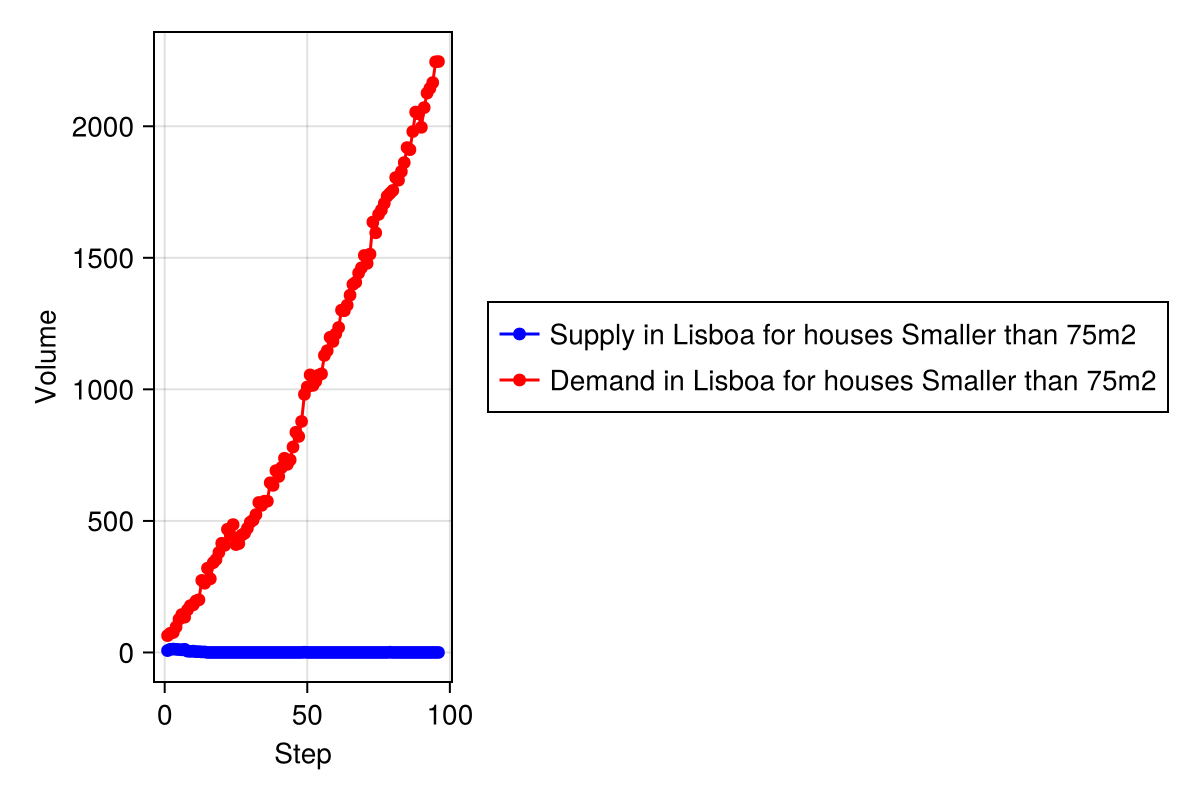 2000
1500
1000
500
0
Volume
0 50 100
Step
Supply in Lisboa for houses Smaller than 75m2
Demand in Lisboa for houses Smaller than 75m2